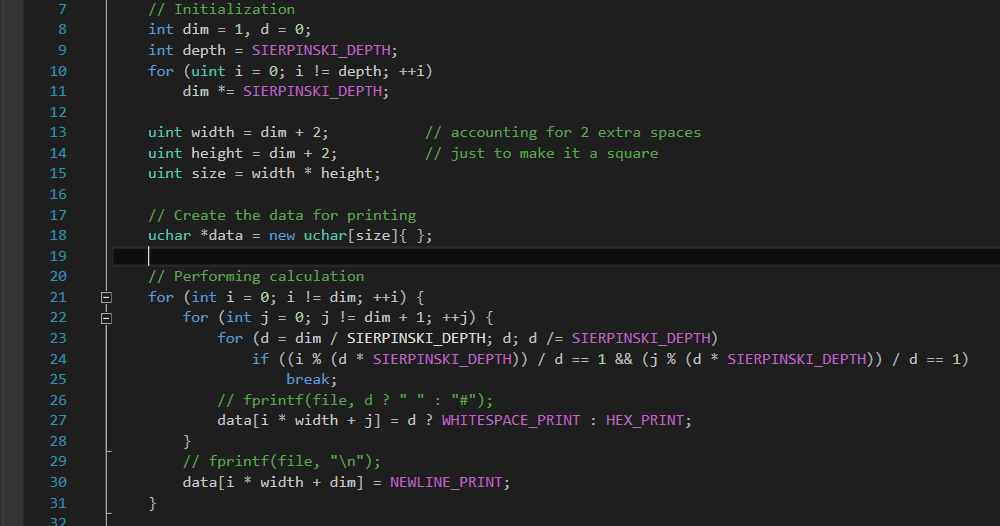 7 // Initialization
8 int dim = 1, d = 0;
9 int depth = SIERPINSKI_DEPTH;
10 for (uint i = 0; i != depth; ++i)
11 dim *= SIERPINSKI_DEPTH;
12
13 uint width = dim + 2; // accounting for 2 extra spaces
14 uint height = dim + 2; // just to make it a square
15 uint size = width * height;
16
17 // Create the data for printing
18 uchar *data = new uchar[size]{ };
19
20 // Performing calculation
21 for (int i = 0; i != dim; ++i) {
22 for (int j = 0; j != dim + 1; ++j) {
23 for (d = dim / SIERPINSKI_DEPTH; d; d /= SIERPINSKI_DEPTH)
24 if ((i % (d * SIERPINSKI_DEPTH)) / d == 1 && (j % (d * SIERPINSKI_DEPTH)) / d == 1)
25 break;
26 // fprintf(file, d ? " " : "#");
27 data[i * width + j] = d ? WHITESPACE_PRINT : HEX_PRINT;
28 }
29 // fprintf(file, "\n");
30 data[i * width + dim] = NEWLINE_PRINT;
31 }
32